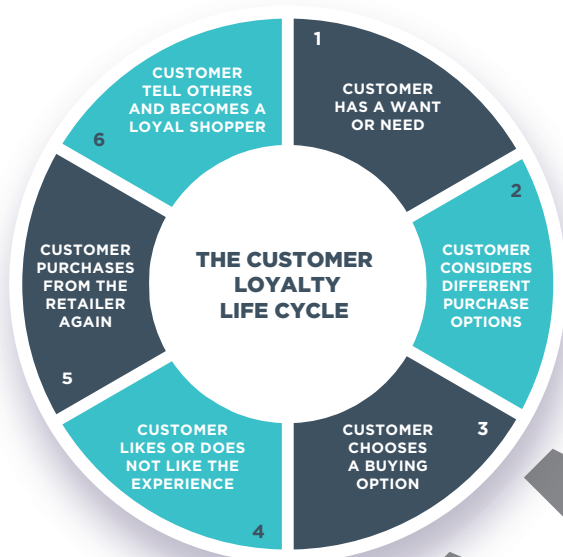 THE CUSTOMER
LOYALTY
LIFE CYCLE
1
CUSTOMER
HAS A WANT
OR NEED
2
CUSTOMER
CONSIDERS
DIFFERENT
PURCHASE
OPTIONS
3
CUSTOMER
CHOOSES
A BUYING
OPTION
4
CUSTOMER
LIKES OR DOES
NOT LIKE THE
EXPERIENCE
5
CUSTOMER
PURCHASES
FROM THE
RETAILER
AGAIN
6
CUSTOMER
TELL OTHERS
AND BECOMES A
LOYAL SHOPPER